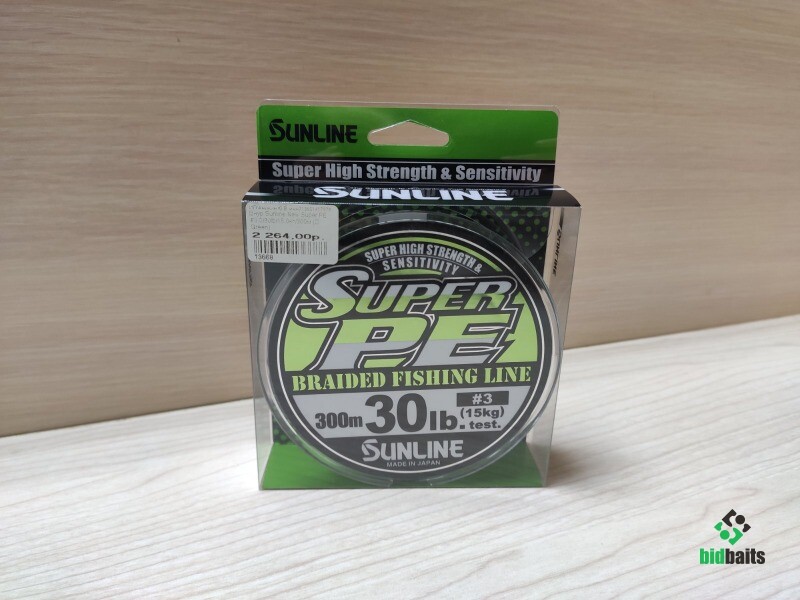 SUNLINE
Super High Strength & Sensitivity
SUNLINE
2 264,00р.
13668
SUPER HIGH STRENGTH &
SENSITIVITY
SUPER
PE
BRAIDED FISHING LINE
300m 30lb. #3 (15kg) test.
SUNLINE
MADE IN JAPAN
bidbaits